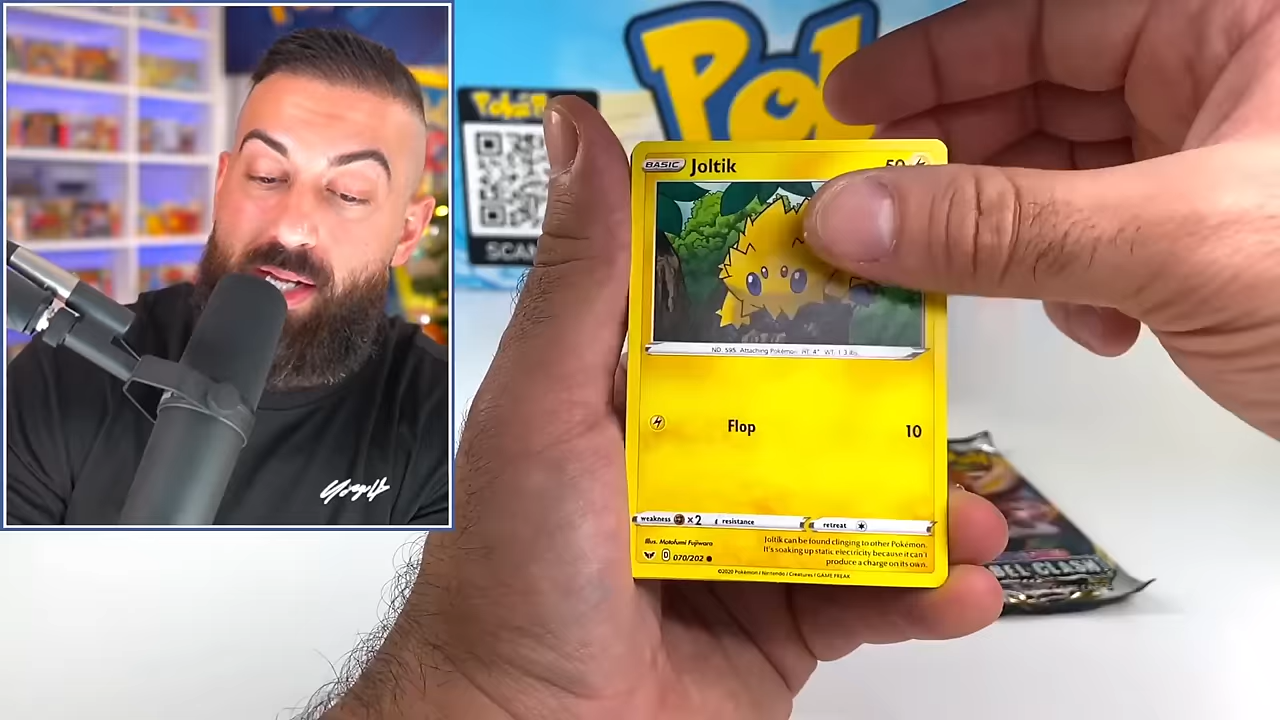 Poké
SCAN
BASIC Joltik 50
NO. 595 Attaching Pokémon HT: 4" WT: 1.3 lbs.
Flop 10
weakness ×2 resistance retreat
Illus. Motofumi Fujiwara
D 070/202
Joltik can be found clinging to other Pokémon.
It's soaking up static electricity because it can't
produce a charge on its own.
©2020 Pokémon / Nintendo / Creatures / GAME FREAK
REBEL CLASH